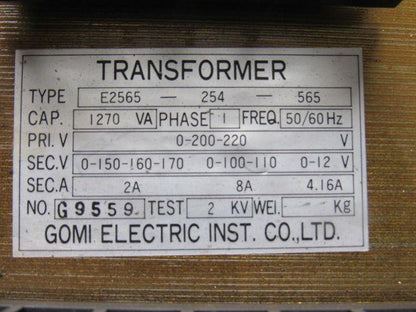 TRANSFORMER
TYPE E2565 — 254 — 565
CAP. 1270 VA PHASE 1 FREQ. 50/60 Hz
PRI. V 0-200-220 V
SEC. V 0-150-160-170 0-100-110 0-12 V
SEC. A 2A 8A 4.16A
NO. G9559 TEST 2 KV WEI. Kg
GOMI ELECTRIC INST. CO., LTD.